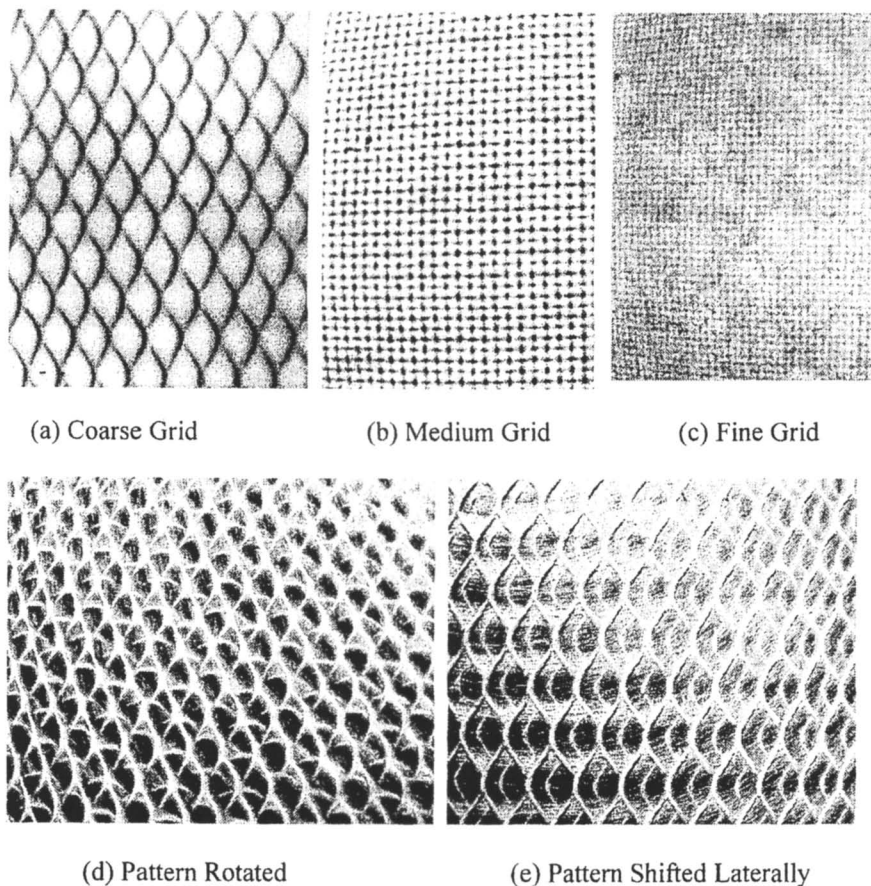 (a) Coarse Grid (b) Medium Grid (c) Fine Grid
(d) Pattern Rotated (e) Pattern Shifted Laterally